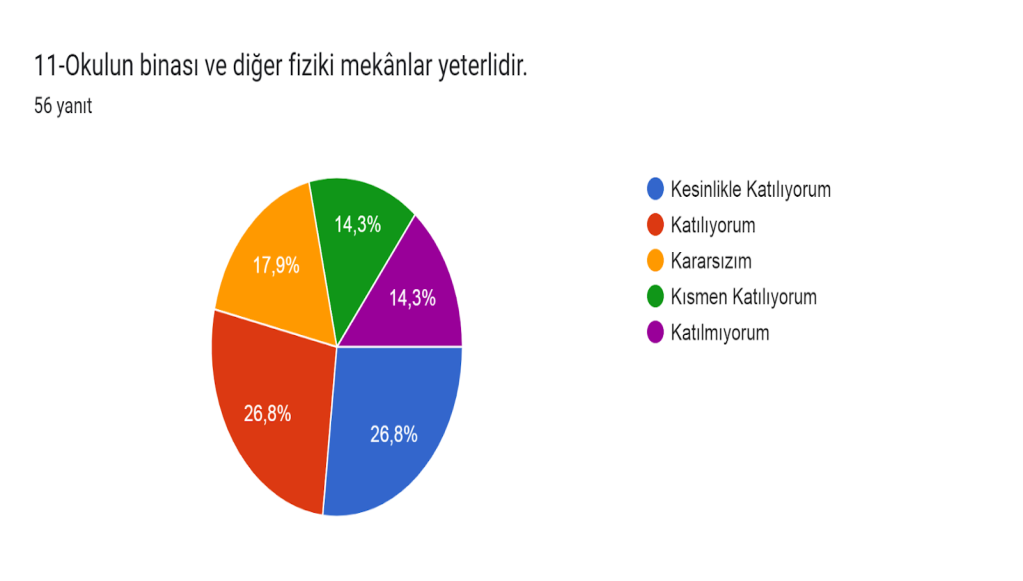 11-Okulun binası ve diğer fiziki mekânlar yeterlidir.
56 yanıt
14,3%
17,9%
14,3%
26,8%
26,8%
Kesinlikle Katılıyorum
Katılıyorum
Kararsızım
Kısmen Katılıyorum
Katılmıyorum